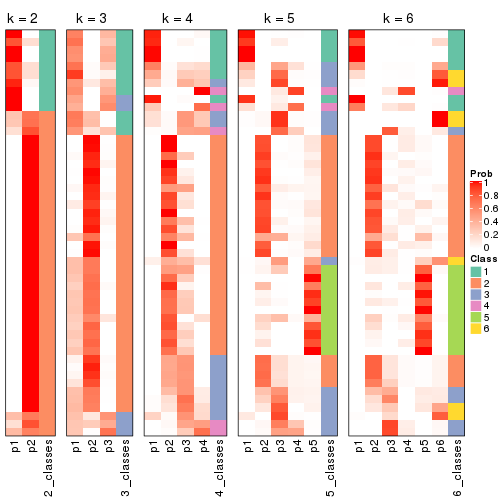 k = 2
k = 3
k = 4
k = 5
k = 6
p1
p2
2_classes
p1
p2
p3
3_classes
p1
p2
p3
p4
4_classes
p1
p2
p3
p4
p5
5_classes
p1
p2
p3
p4
p5
p6
6_classes
Prob
1
0.8
0.6
0.4
0.2
0
Class
1
2
3
4
5
6